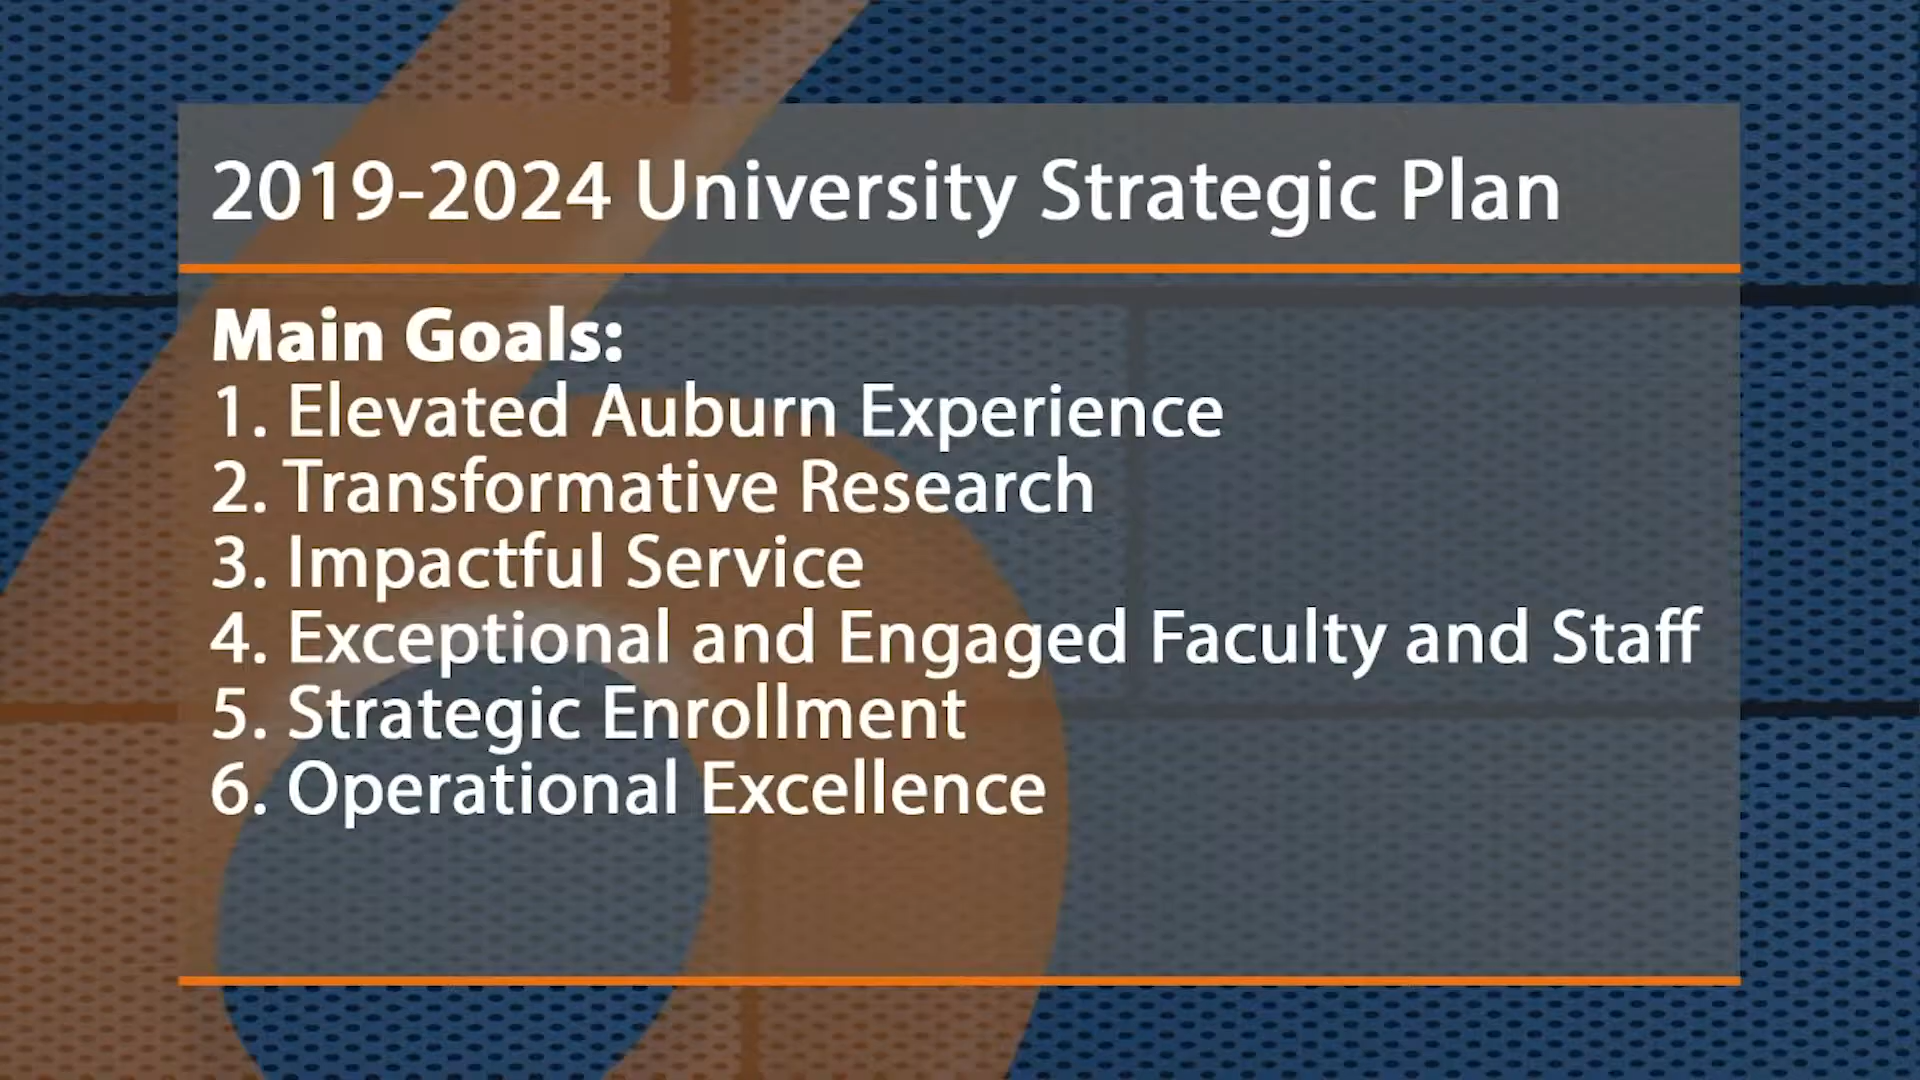 2019-2024 University Strategic Plan
Main Goals:
1. Elevated Auburn Experience
2. Transformative Research
3. Impactful Service
4. Exceptional and Engaged Faculty and Staff
5. Strategic Enrollment
6. Operational Excellence